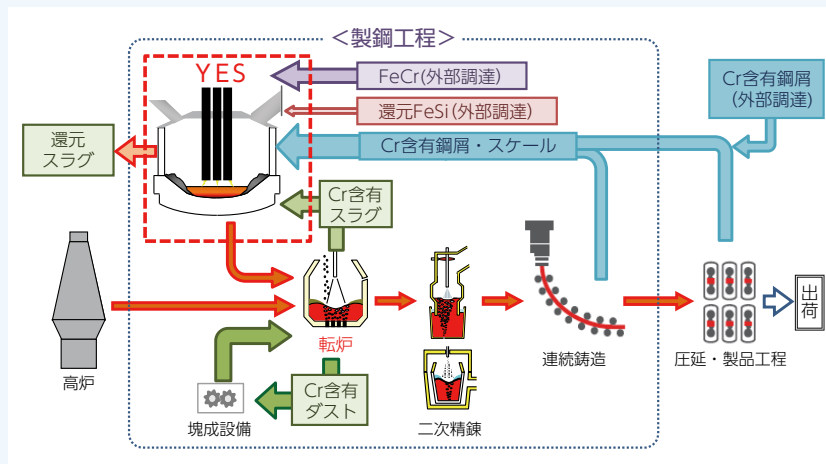 ＜製鋼工程＞
YES
FeCr(外部調達)
還元FeSi(外部調達)
Cr含有鋼屑・スケール
Cr含有鋼屑
(外部調達)
還元
スラグ
Cr含有
スラグ
高炉
転炉
塊成設備
Cr含有
ダスト
二次精錬
連続鋳造
圧延・製品工程
出荷